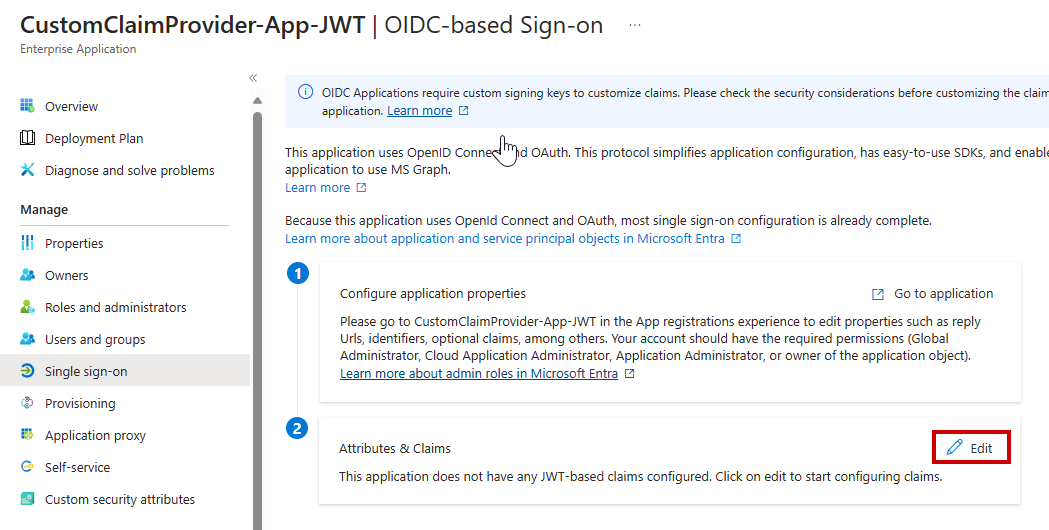 CustomClaimProvider-App-JWT | OIDC-based Sign-on ...
Enterprise Application
Overview
Deployment Plan
Diagnose and solve problems
Manage
Properties
Owners
Roles and administrators
Users and groups
Single sign-on
Provisioning
Application proxy
Self-service
Custom security attributes
OIDC Applications require custom signing keys to customize claims. Please check the security considerations before customizing the claim
application. Learn more
This application uses OpenID Connect and OAuth. This protocol simplifies application configuration, has easy-to-use SDKs, and enable
application to use MS Graph.
Learn more
Because this application uses OpenId Connect and OAuth, most single sign-on configuration is already complete.
Learn more about application and service principal objects in Microsoft Entra
1
Configure application properties
Go to application
Please go to CustomClaimProvider-App-JWT in the App registrations experience to edit properties such as reply
Urls, identifiers, optional claims, among others. Your account should have the required permissions (Global
Administrator, Cloud Application Administrator, Application Administrator, or owner of the application object).
Learn more about admin roles in Microsoft Entra
2
Attributes & Claims
Edit
This application does not have any JWT-based claims configured. Click on edit to start configuring claims.